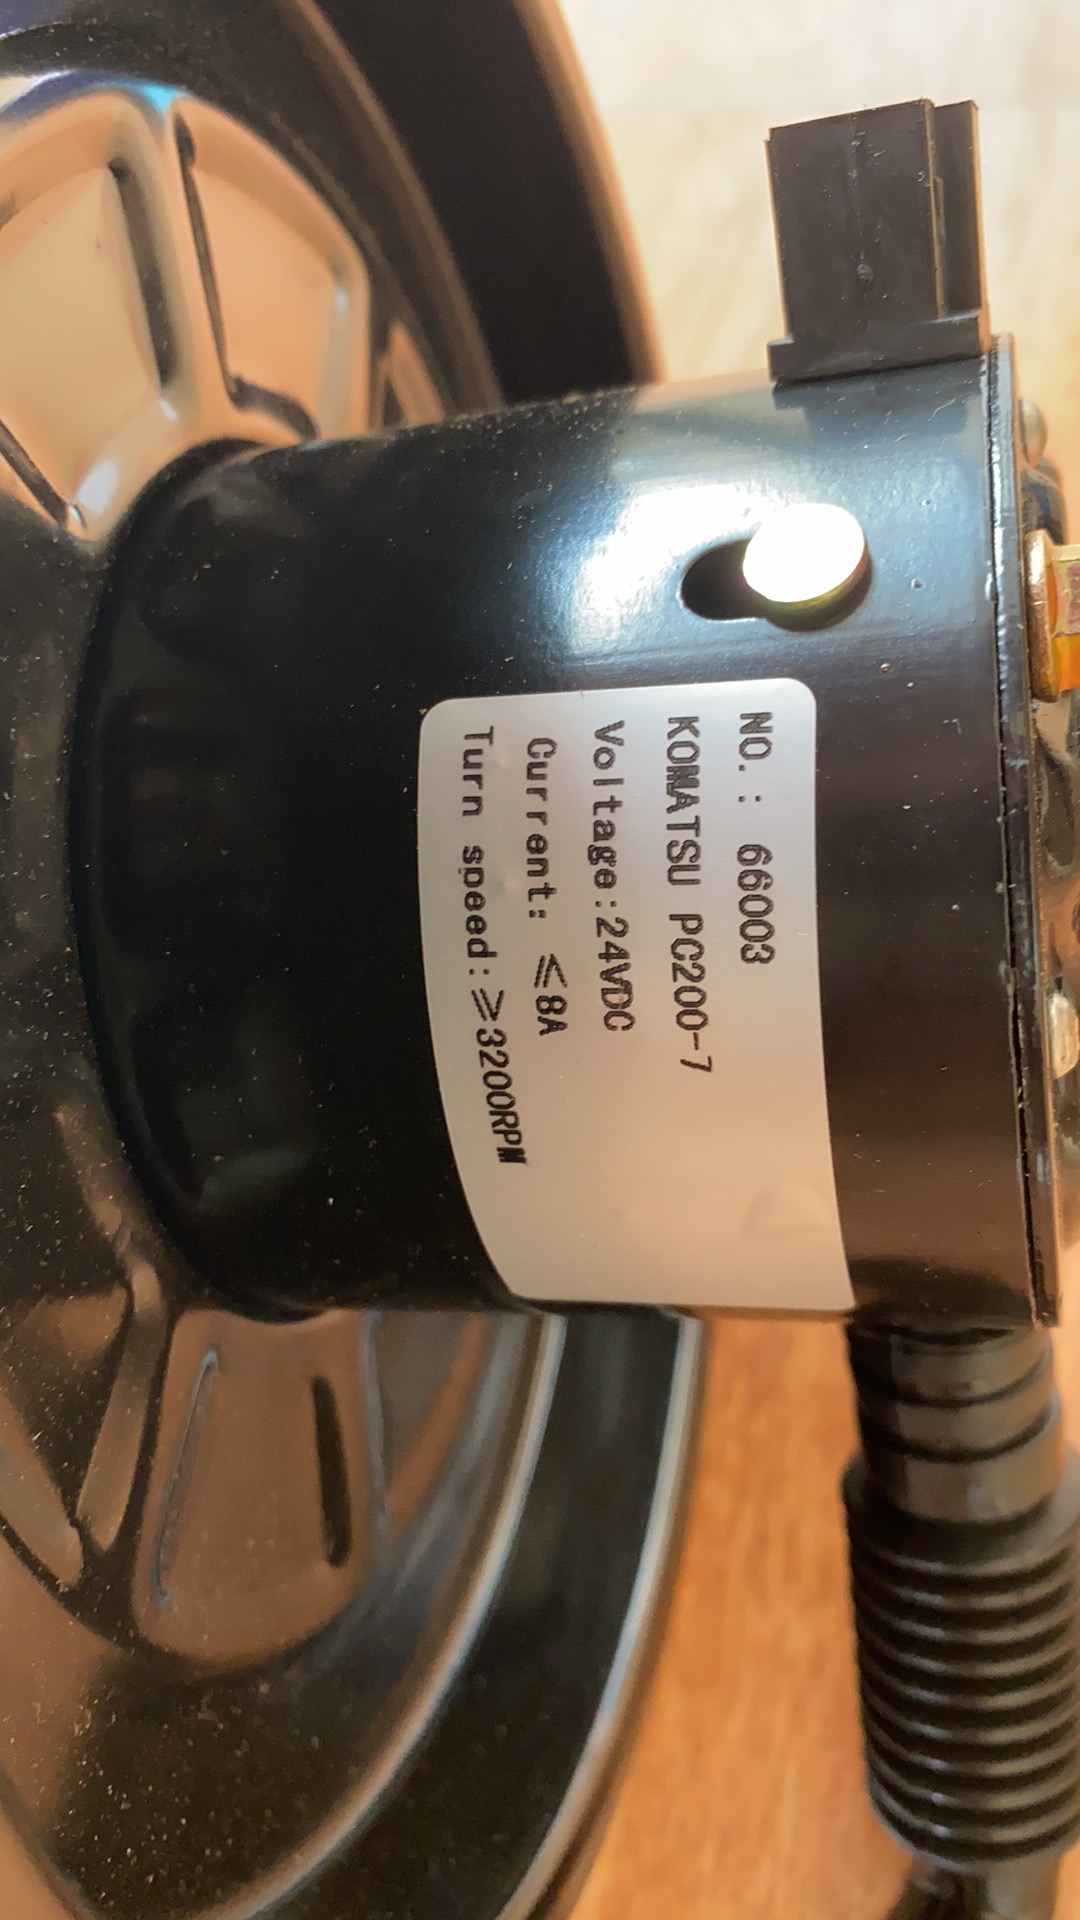 NO.: 66003
KOMATSU PC200-7
Voltage:24VDC
Current: ≤8A
Turn speed:≥3200RPM